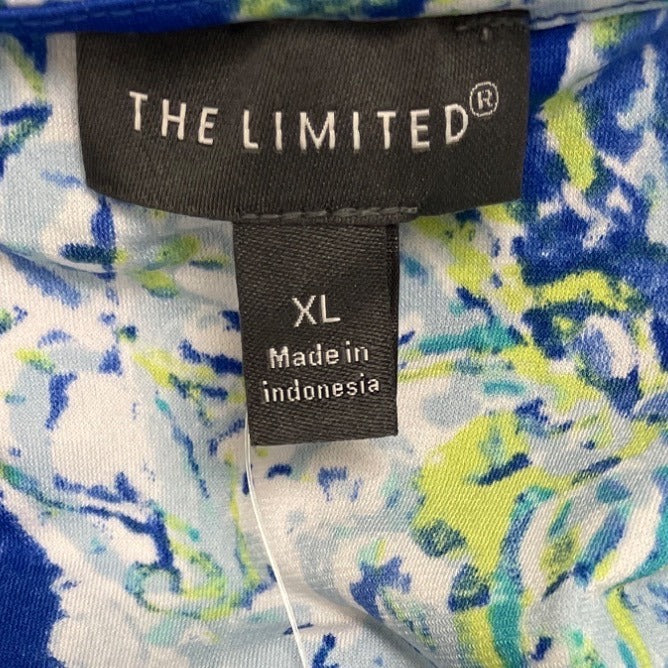 THE LIMITED®
XL
Made in
indonesia